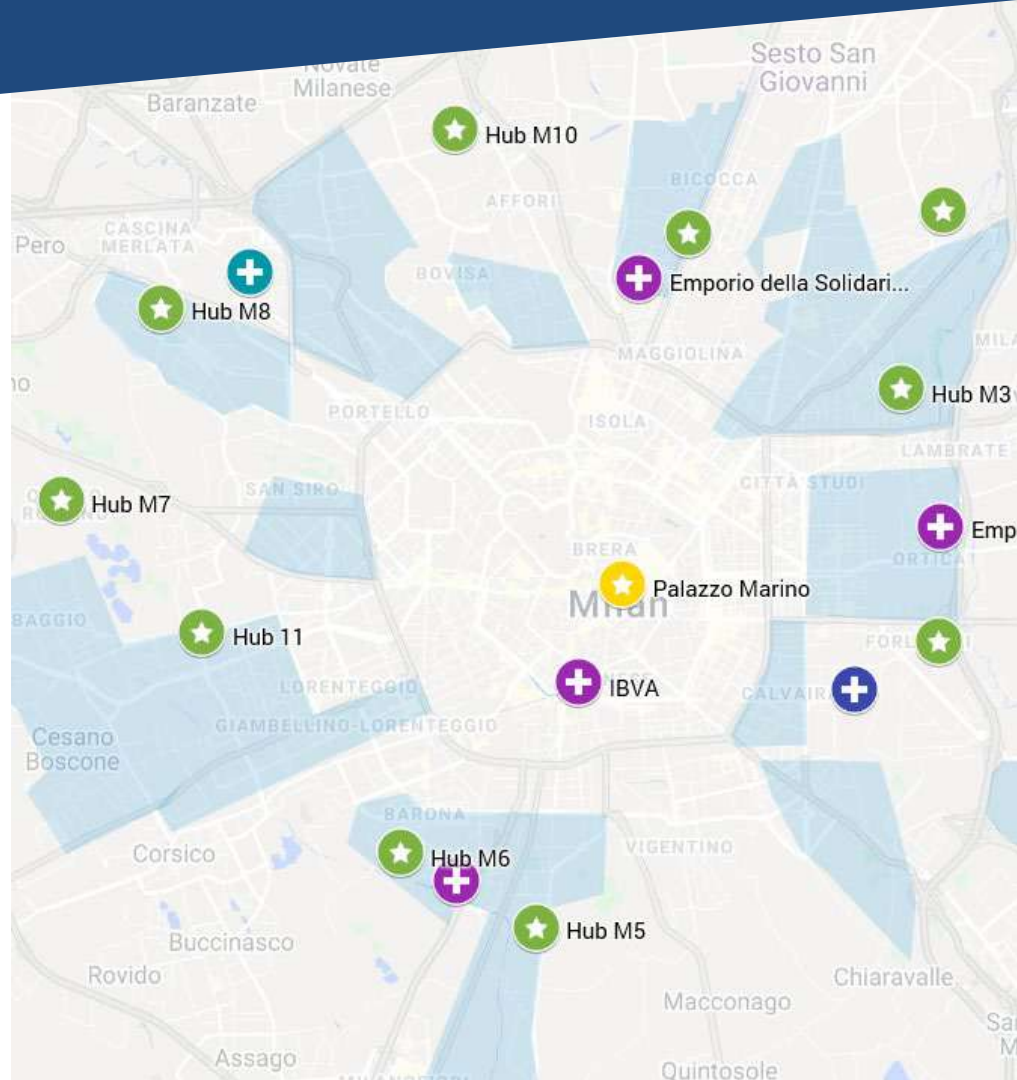 Sesto San
Giovanni
Novate
Milanese
Baranzate
Hub M10
BICOCCA
AFFORI
CASCINA
MERLATA
Pero
BOVISA
Emporio della Solidari...
Hub M8
MAGGIOLINA
MILA
Hub M3
PORTELLO
ISOLA
LAMBRATE
CITTÀ STUDI
SAN SIRO
Hub M7
Emp
BRERA
ORTICA
Palazzo Marino
Milan
BAGGIO
Hub 11
LORENTEGGIO
IBVA
GIAMBELLINO-LORENTEGGIO
Cesano
Boscone
BARONA
Corsico
Hub M6
VIGENTINO
Hub M5
Buccinasco
Rovido
Chiaravalle
Macconago
Assago
Quintosole